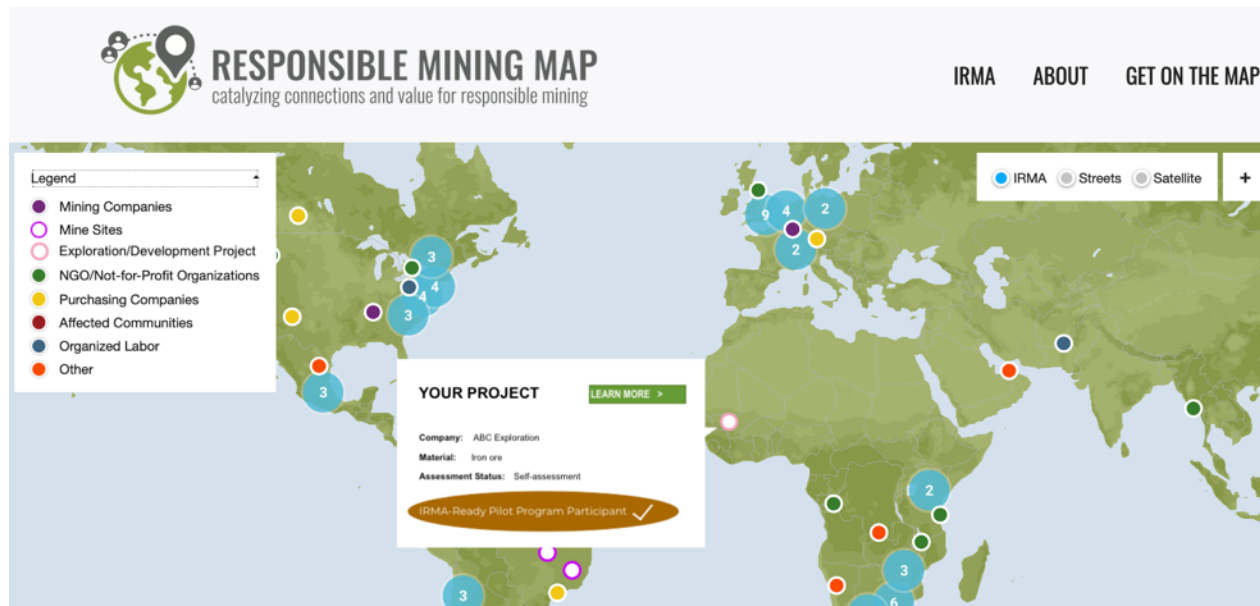 RESPONSIBLE MINING MAP
catalyzing connections and value for responsible mining
IRMA ABOUT GET ON THE MAP
Legend
Mining Companies
Mine Sites
Exploration/Development Project
NGO/Not-for-Profit Organizations
Purchasing Companies
Affected Communities
Organized Labor
Other
IRMA Streets Satellite +
9 4 2
2
3
4
4
3
3
YOUR PROJECT LEARN MORE >
Company: ABC Exploration
Material: Iron ore
Assessment Status: Self-assessment
IRMA-Ready Pilot Program Participant
2
3
3
6